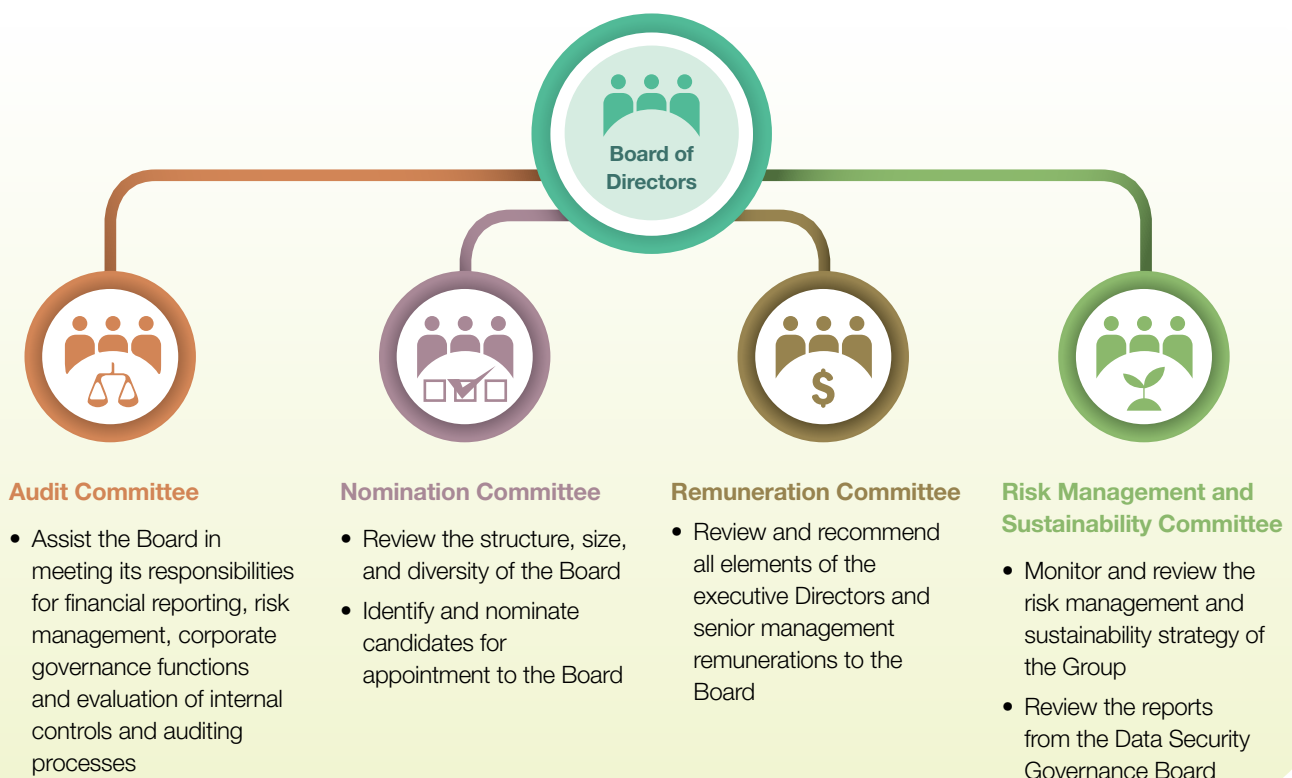 Board of
Directors
Audit Committee
• Assist the Board in
meeting its responsibilities
for financial reporting, risk
management, corporate
governance functions
and evaluation of internal
controls and auditing
processes
Nomination Committee
• Review the structure, size,
and diversity of the Board
• Identify and nominate
candidates for
appointment to the Board
Remuneration Committee
• Review and recommend
all elements of the
executive Directors and
senior management
remunerations to the
Board
Risk Management and
Sustainability Committee
• Monitor and review the
risk management and
sustainability strategy of
the Group
• Review the reports
from the Data Security
Governance Board